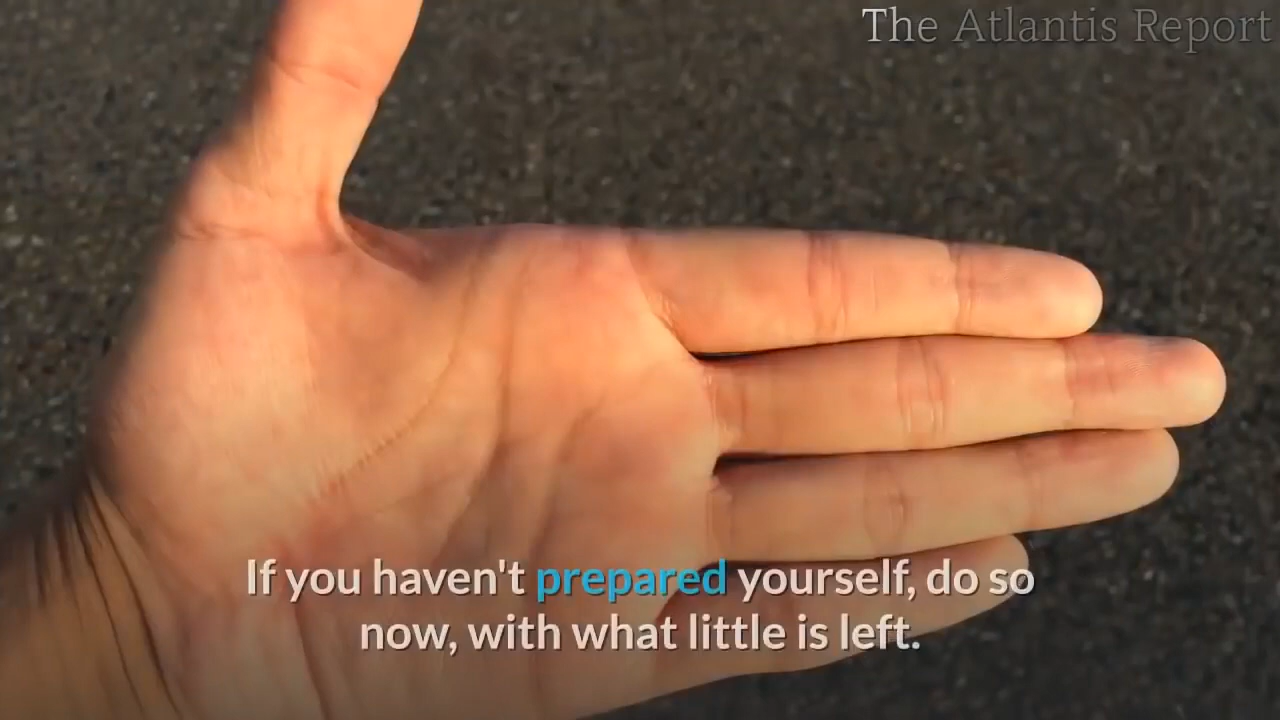 The Atlantis Report
If you haven't prepared yourself, do so
now, with what little is left.